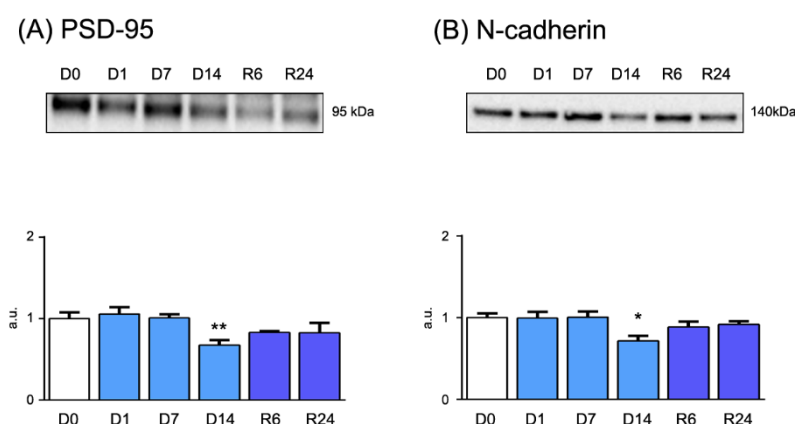 (A) PSD-95
D0 D1 D7 D14 R6 R24
95 kDa
2
1
0
a.u.
**
D0 D1 D7 D14 R6 R24
(B) N-cadherin
D0 D1 D7 D14 R6 R24
140kDa
2
1
0
a.u.
*
D0 D1 D7 D14 R6 R24